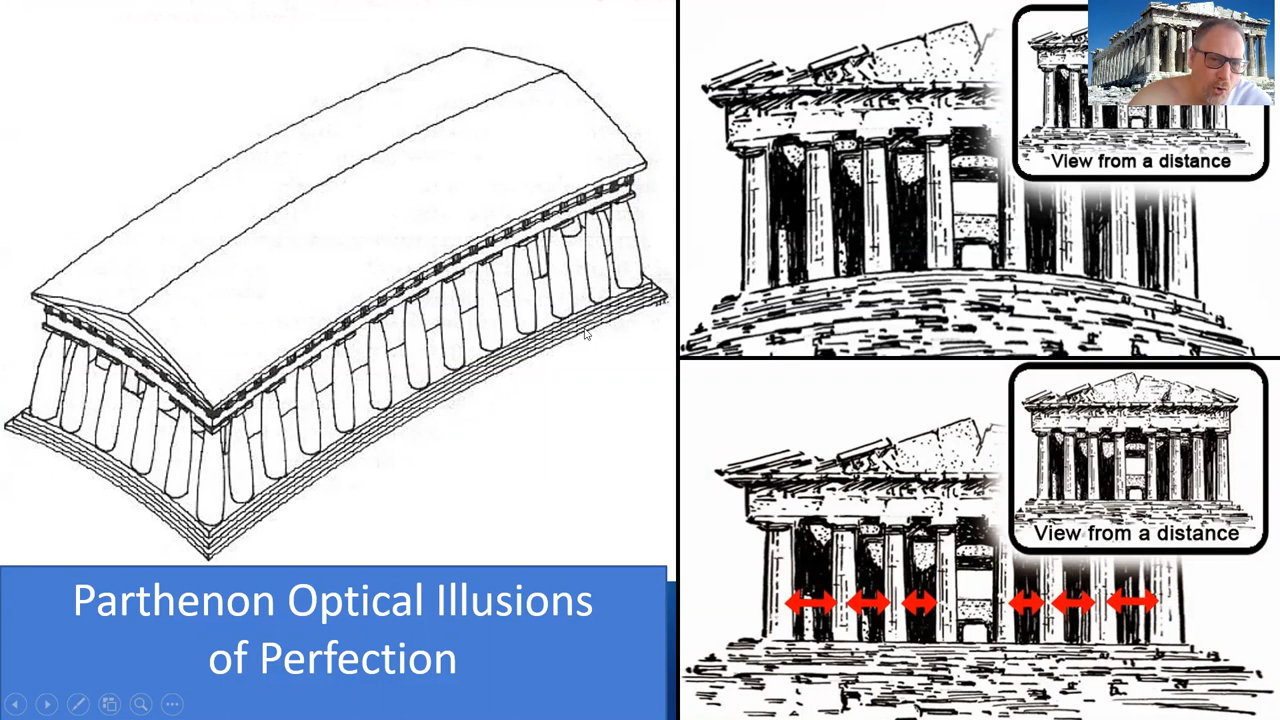 View from a distance
View from a distance
Parthenon Optical Illusions
of Perfection